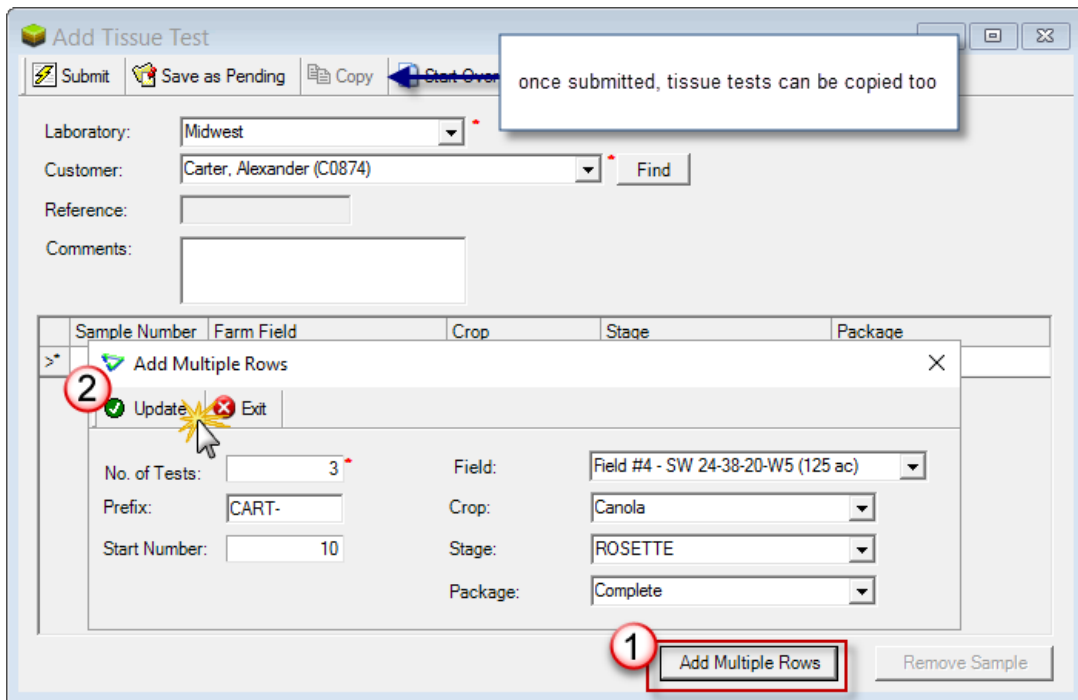 Add Tissue Test
Submit Save as Pending Copy Start Over
once submitted, tissue tests can be copied too
Laboratory: Midwest *
Customer: Carter, Alexander (C0874) * Find
Reference:
Comments:
Sample Number Farm Field Crop Stage Package
>*
Add Multiple Rows
2
Update Exit
No. of Tests: 3 * Field: Field #4 - SW 24-38-20-W5 (125 ac)
Prefix: CART- Crop: Canola
Start Number: 10 Stage: ROSETTE
Package: Complete
1
Add Multiple Rows Remove Sample